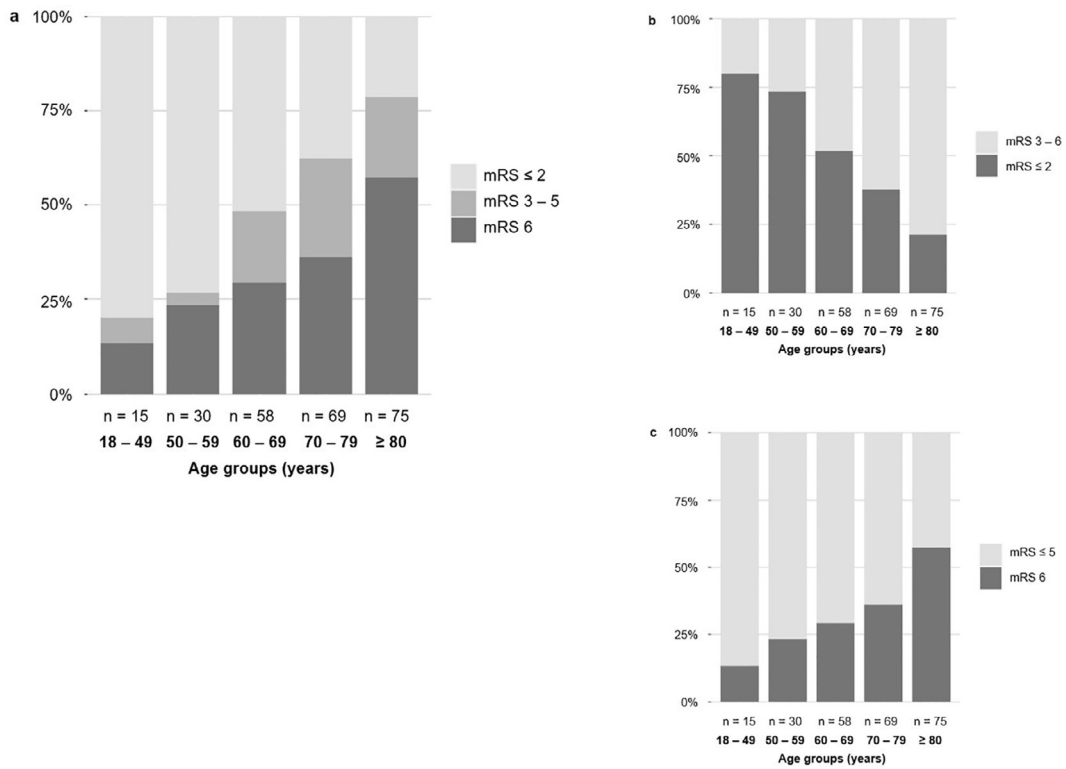 a
100%
75%
50%
25%
0%
n = 15 n = 30 n = 58 n = 69 n = 75
18 – 49 50 – 59 60 – 69 70 – 79 ≥ 80
Age groups (years)
mRS ≤ 2
mRS 3 – 5
mRS 6
b
100%
75%
50%
25%
0%
n = 15 n = 30 n = 58 n = 69 n = 75
18 – 49 50 – 59 60 – 69 70 – 79 ≥ 80
Age groups (years)
mRS 3 – 6
mRS ≤ 2
c
100%
75%
50%
25%
0%
n = 15 n = 30 n = 58 n = 69 n = 75
18 – 49 50 – 59 60 – 69 70 – 79 ≥ 80
Age groups (years)
mRS ≤ 5
mRS 6